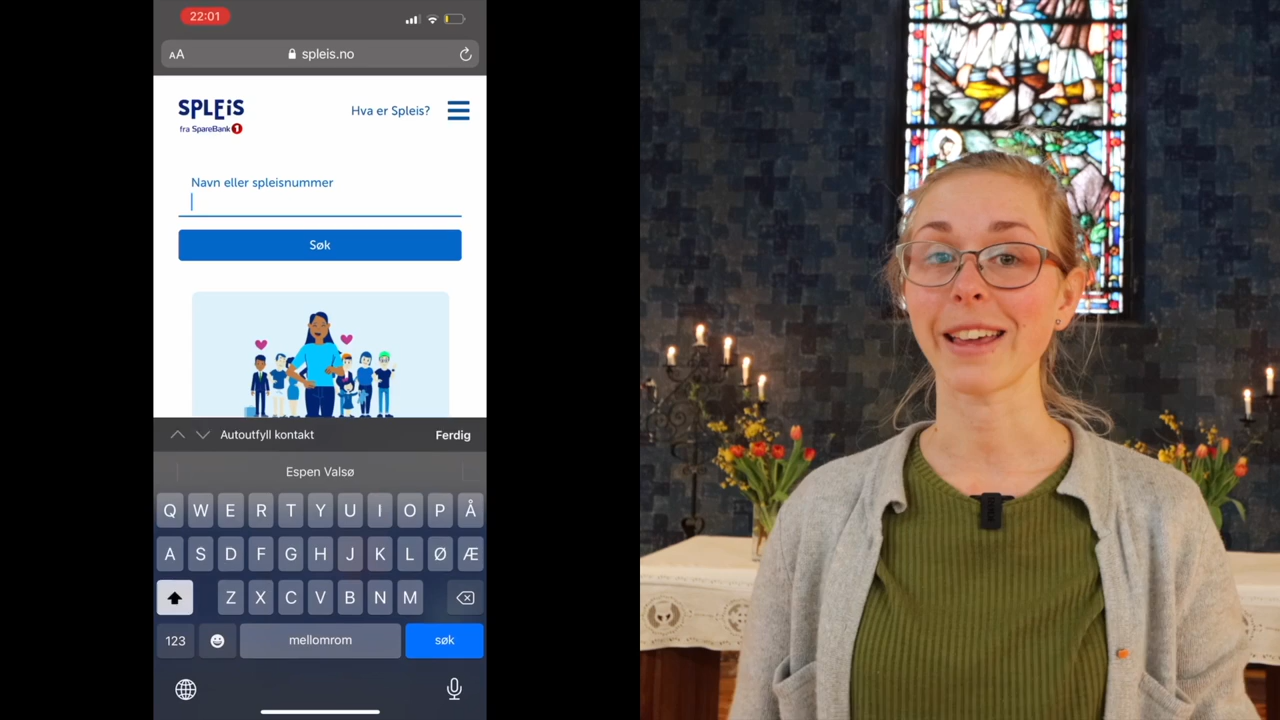 22:01
AA
spleis.no
SPLEIS
fra SpareBank 1
Hva er Spleis?
Navn eller spleisnummer
Søk
Autoutfyll kontakt
Ferdig
Espen Valsø
Q W E R T Y U I O P Å
A S D F G H J K L Ø Æ
Z X C V B N M
123
mellomrom
søk